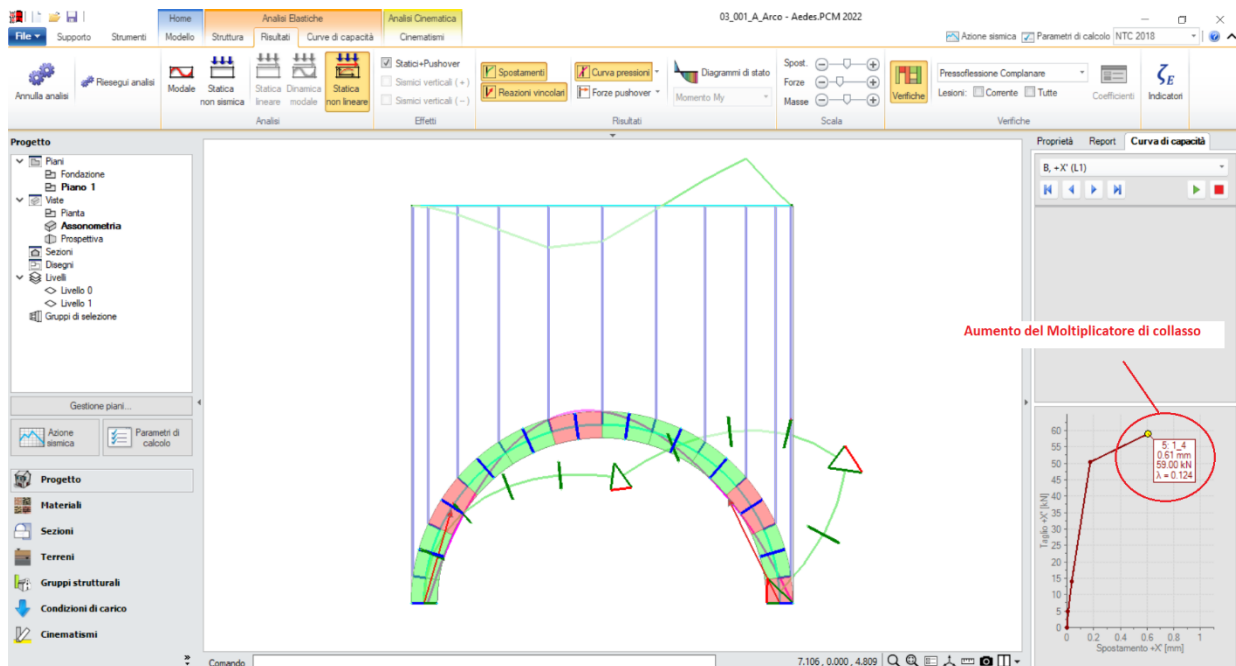 03_001_A_Arco - Aedes.PCM 2022
Home
Analisi Elastiche
Analisi Cinematica
File
Supporto
Strumenti
Modello
Struttura
Risultati
Curve di capacità
Cinematismi
Azione sismica
Parametri di calcolo
NTC 2018
Annulla analisi
Riesegui analisi
Modale
Statica
non sismica
Statica
lineare
Dinamica
modale
Statica
non lineare
Analisi
Statici+Pushover
Sismici verticali (+)
Sismici verticali (−)
Effetti
Spostamenti
Reazioni vincolari
Curva pressioni
Forze pushover
Diagrammi di stato
Momento My
Risultati
Spost.
Forze
Masse
Scala
Verifiche
Pressoflessione Complanare
Lesioni:
Corrente
Tutte
Coefficienti
Verifiche
ζE
Indicatori
Progetto
Piani
Fondazione
Piano 1
Viste
Pianta
Assonometria
Prospettiva
Sezioni
Disegni
Livelli
Livello 0
Livello 1
Gruppi di selezione
Gestione piani...
Azione
sismica
Parametri di
calcolo
Progetto
Materiali
Sezioni
Terreni
Gruppi strutturali
Condizioni di carico
Cinematismi
Proprietà
Report
Curva di capacità
B, +X' (L1)
Aumento del Moltiplicatore di collasso
5: 1_4
0.61 mm
59.00 kN
λ = 0.124
Taglio +X' [kN]
60
55
50
45
40
35
30
25
20
15
10
5
0
0
0.2
0.4
0.6
0.8
1.0
Spostamento +X' [mm]
Comando
7.106 , 0.000 , 4.809